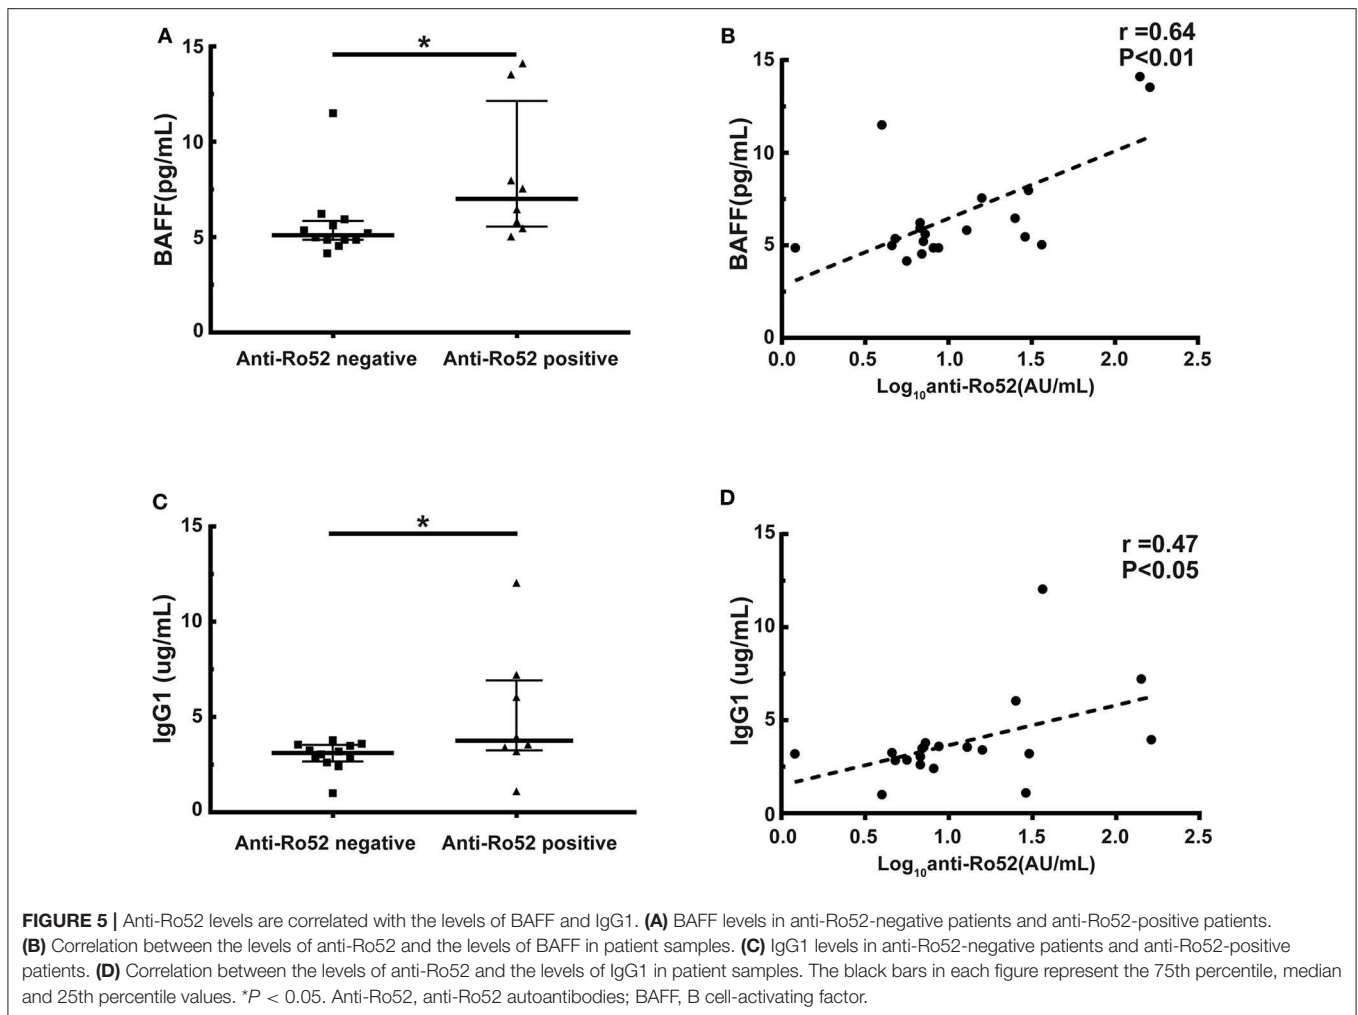 A
*
15
10
5
0
BAFF(pg/mL)
Anti-Ro52 negative
Anti-Ro52 positive
B
r =0.64
P<0.01
15
10
5
0
BAFF(pg/mL)
0.0 0.5 1.0 1.5 2.0 2.5
Log₁₀anti-Ro52(AU/mL)
C
*
15
10
5
0
IgG1 (ug/mL)
Anti-Ro52 negative
Anti-Ro52 positive
D
r =0.47
P<0.05
15
10
5
0
IgG1 (ug/mL)
0.0 0.5 1.0 1.5 2.0 2.5
Log₁₀anti-Ro52(AU/mL)
FIGURE 5 | Anti-Ro52 levels are correlated with the levels of BAFF and IgG1. (A) BAFF levels in anti-Ro52-negative patients and anti-Ro52-positive patients.
(B) Correlation between the levels of anti-Ro52 and the levels of BAFF in patient samples. (C) IgG1 levels in anti-Ro52-negative patients and anti-Ro52-positive
patients. (D) Correlation between the levels of anti-Ro52 and the levels of IgG1 in patient samples. The black bars in each figure represent the 75th percentile, median
and 25th percentile values. *P < 0.05. Anti-Ro52, anti-Ro52 autoantibodies; BAFF, B cell-activating factor.